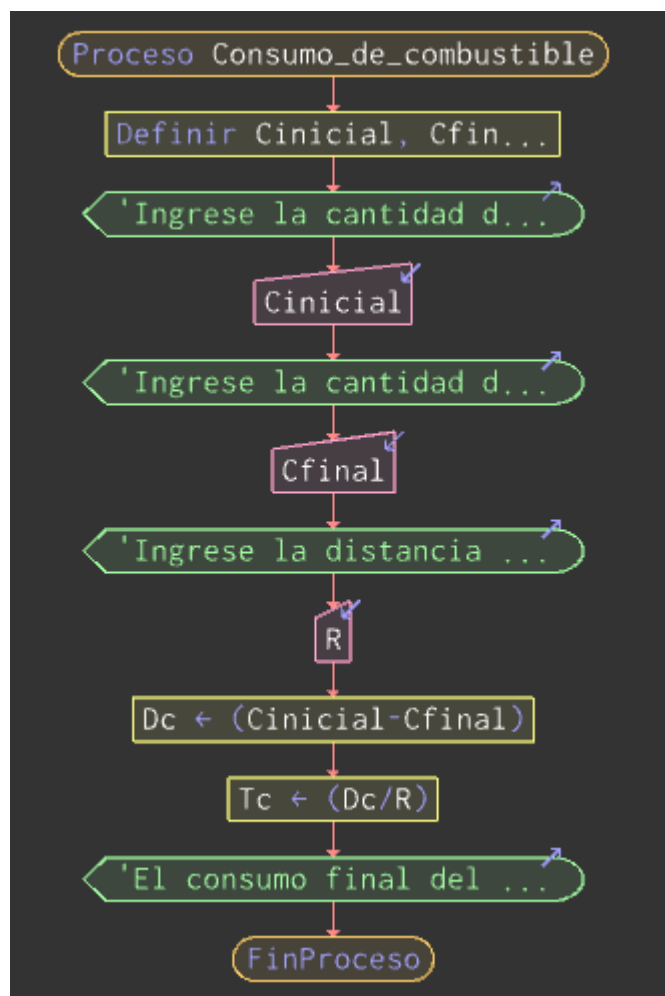 Proceso Consumo_de_combustible
Definir Cinicial, Cfin...
'Ingrese la cantidad d...
Cinicial
'Ingrese la cantidad d...
Cfinal
'Ingrese la distancia ...
R
Dc ← (Cinicial-Cfinal)
Tc ← (Dc/R)
'El consumo final del ...
FinProceso